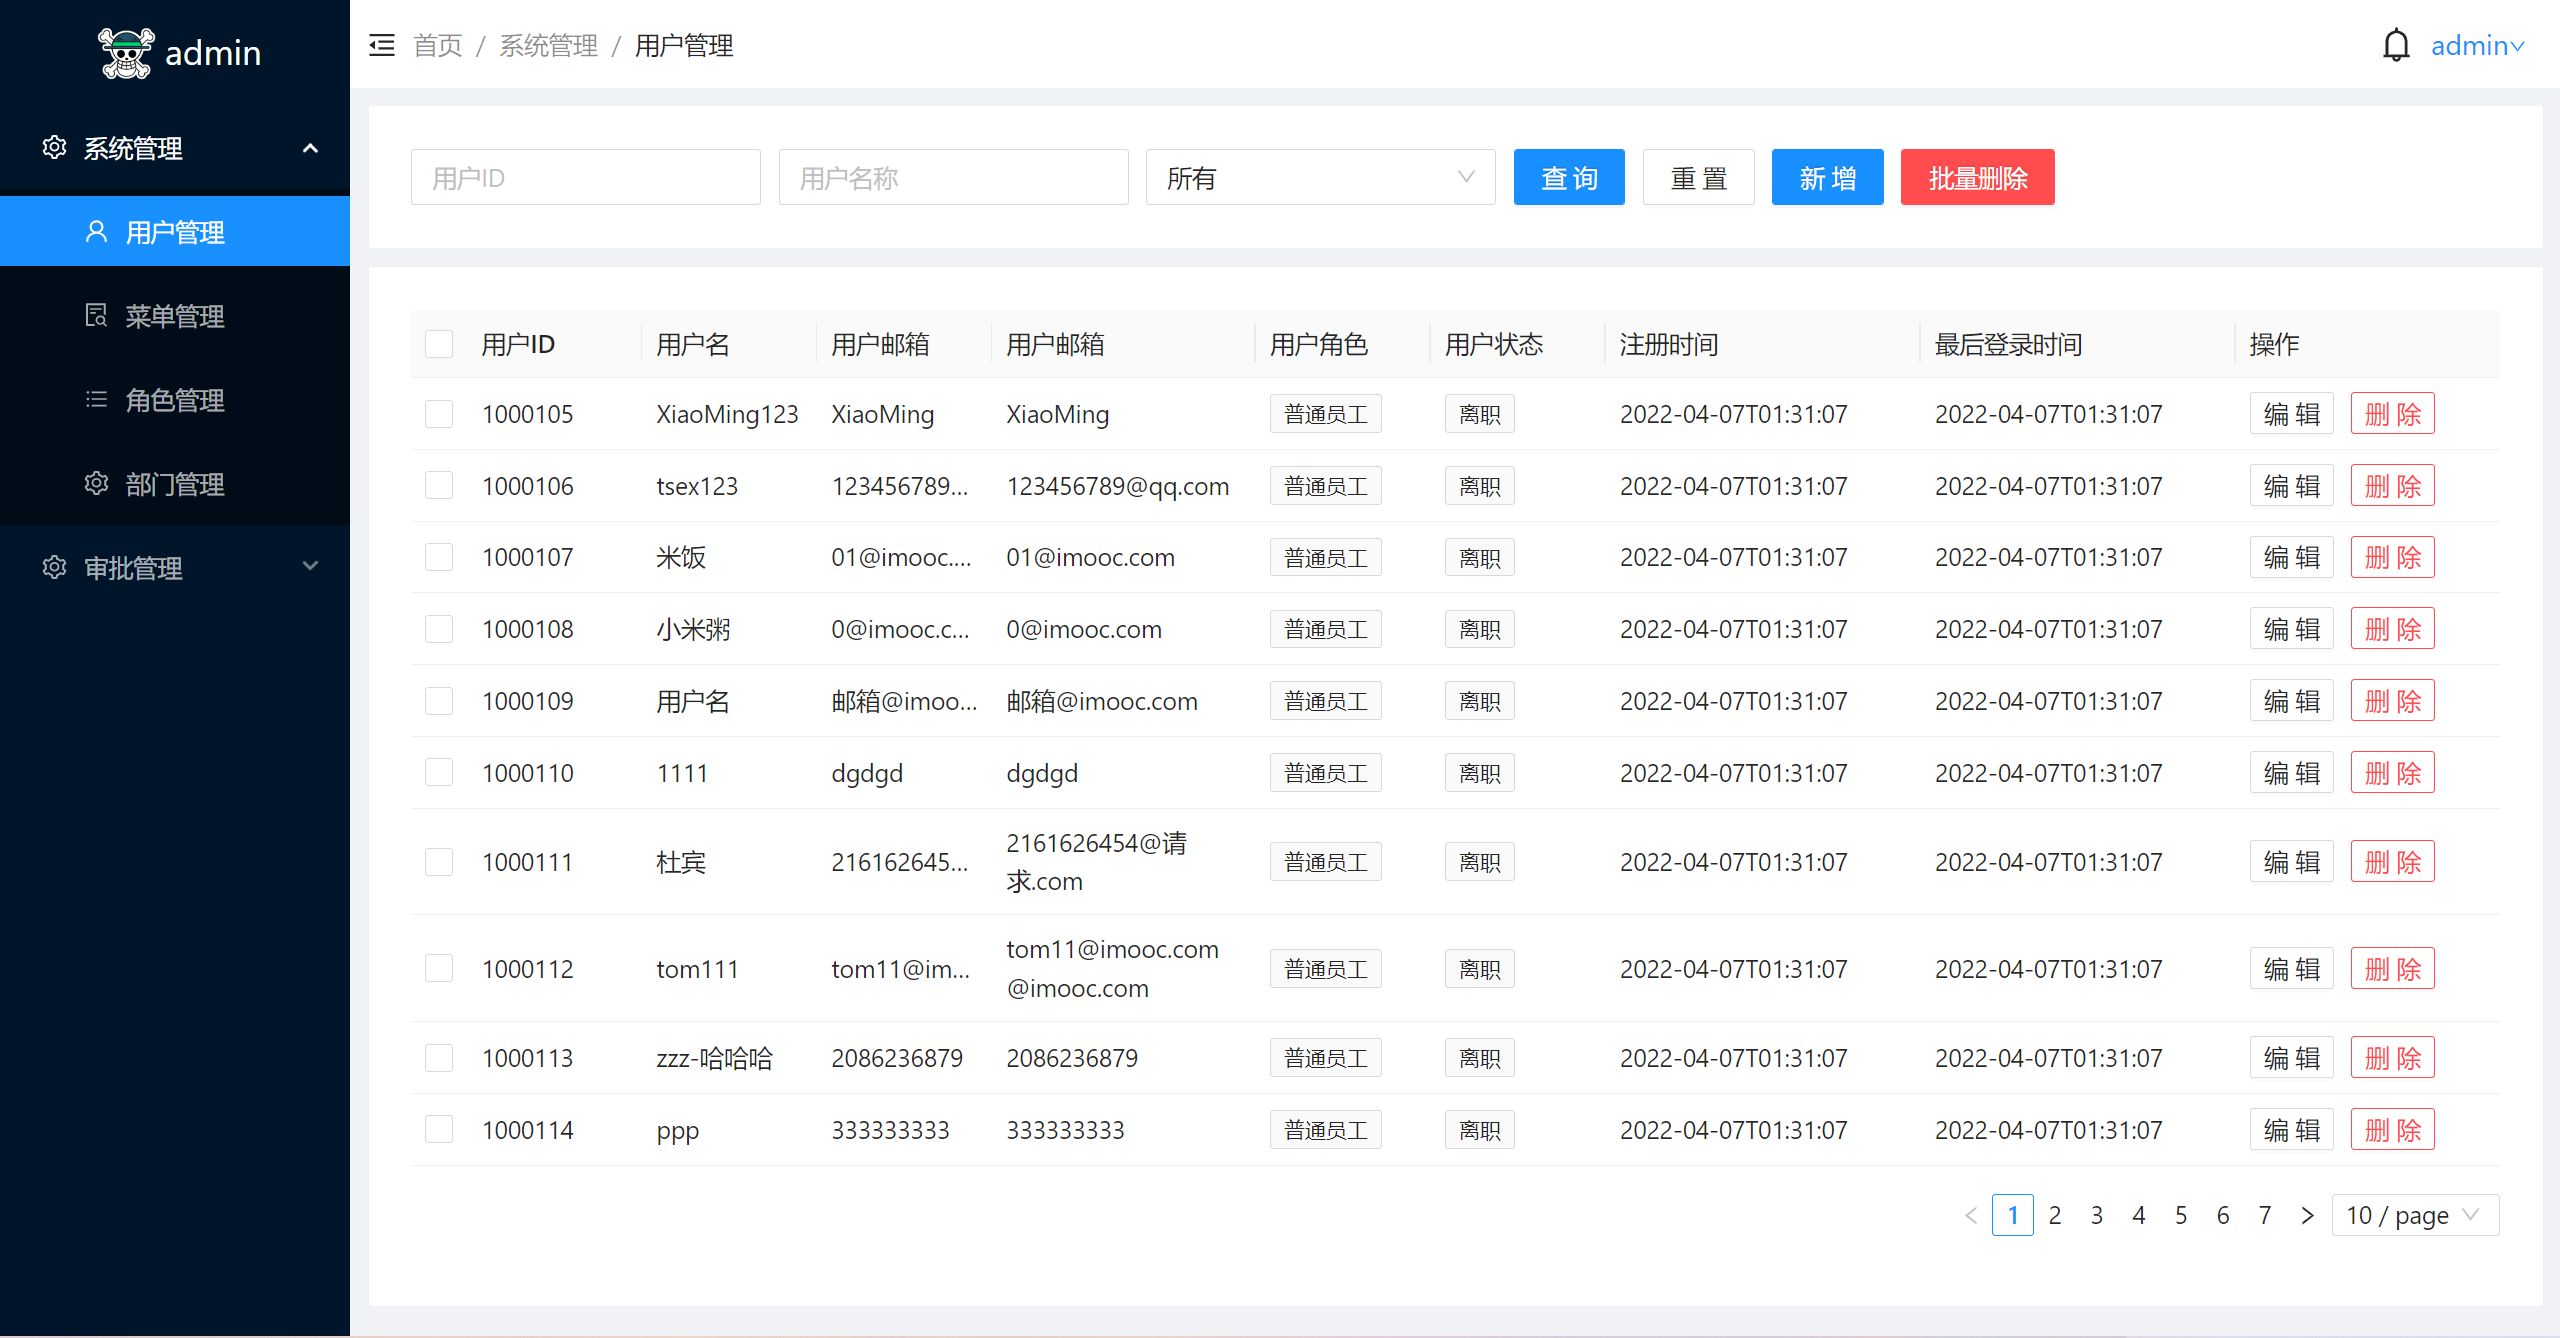 admin
首页 / 系统管理 / 用户管理
admin
系统管理
用户管理
菜单管理
角色管理
部门管理
审批管理
用户ID 用户名称 所有 查询 重置 新增 批量删除
用户ID 用户名 用户邮箱 用户邮箱 用户角色 用户状态 注册时间 最后登录时间 操作
1000105 XiaoMing123 XiaoMing XiaoMing 普通员工 离职 2022-04-07T01:31:07 2022-04-07T01:31:07 编辑 删除
1000106 tsex123 123456789... 123456789@qq.com 普通员工 离职 2022-04-07T01:31:07 2022-04-07T01:31:07 编辑 删除
1000107 米饭 01@imooc.... 01@imooc.com 普通员工 离职 2022-04-07T01:31:07 2022-04-07T01:31:07 编辑 删除
1000108 小米粥 0@imooc.c... 0@imooc.com 普通员工 离职 2022-04-07T01:31:07 2022-04-07T01:31:07 编辑 删除
1000109 用户名 邮箱@imoo... 邮箱@imooc.com 普通员工 离职 2022-04-07T01:31:07 2022-04-07T01:31:07 编辑 删除
1000110 1111 dgdgd dgdgd 普通员工 离职 2022-04-07T01:31:07 2022-04-07T01:31:07 编辑 删除
1000111 杜宾 216162645... 2161626454@请
求.com 普通员工 离职 2022-04-07T01:31:07 2022-04-07T01:31:07 编辑 删除
1000112 tom111 tom11@im... tom11@imooc.com
@imooc.com 普通员工 离职 2022-04-07T01:31:07 2022-04-07T01:31:07 编辑 删除
1000113 zzz-哈哈哈 2086236879 2086236879 普通员工 离职 2022-04-07T01:31:07 2022-04-07T01:31:07 编辑 删除
1000114 ppp 333333333 333333333 普通员工 离职 2022-04-07T01:31:07 2022-04-07T01:31:07 编辑 删除
< 1 2 3 4 5 6 7 > 10 / page